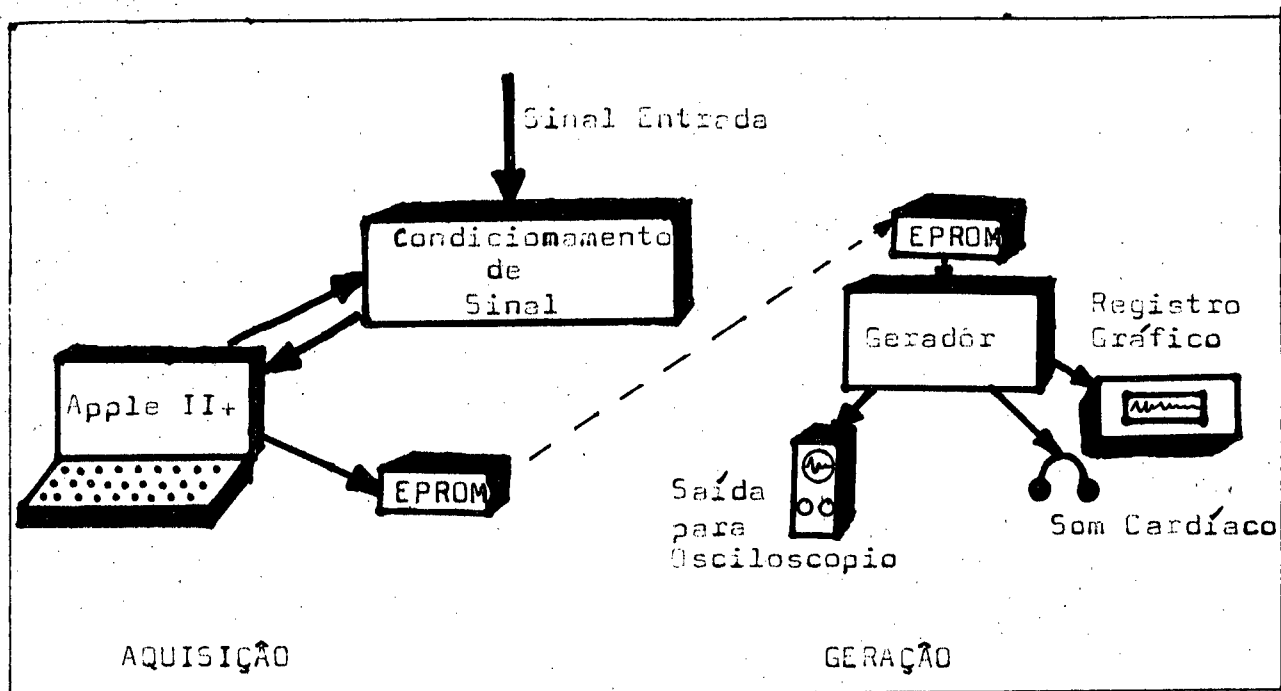 Sinal Entrada
Condiciomamento
de
Sinal
EPROM
Gerador
Registro
Gráfico
Apple II+
EPROM
Saída
para
Osciloscopio
Som Cardíaco
AQUISIÇÃO
GERAÇÃO